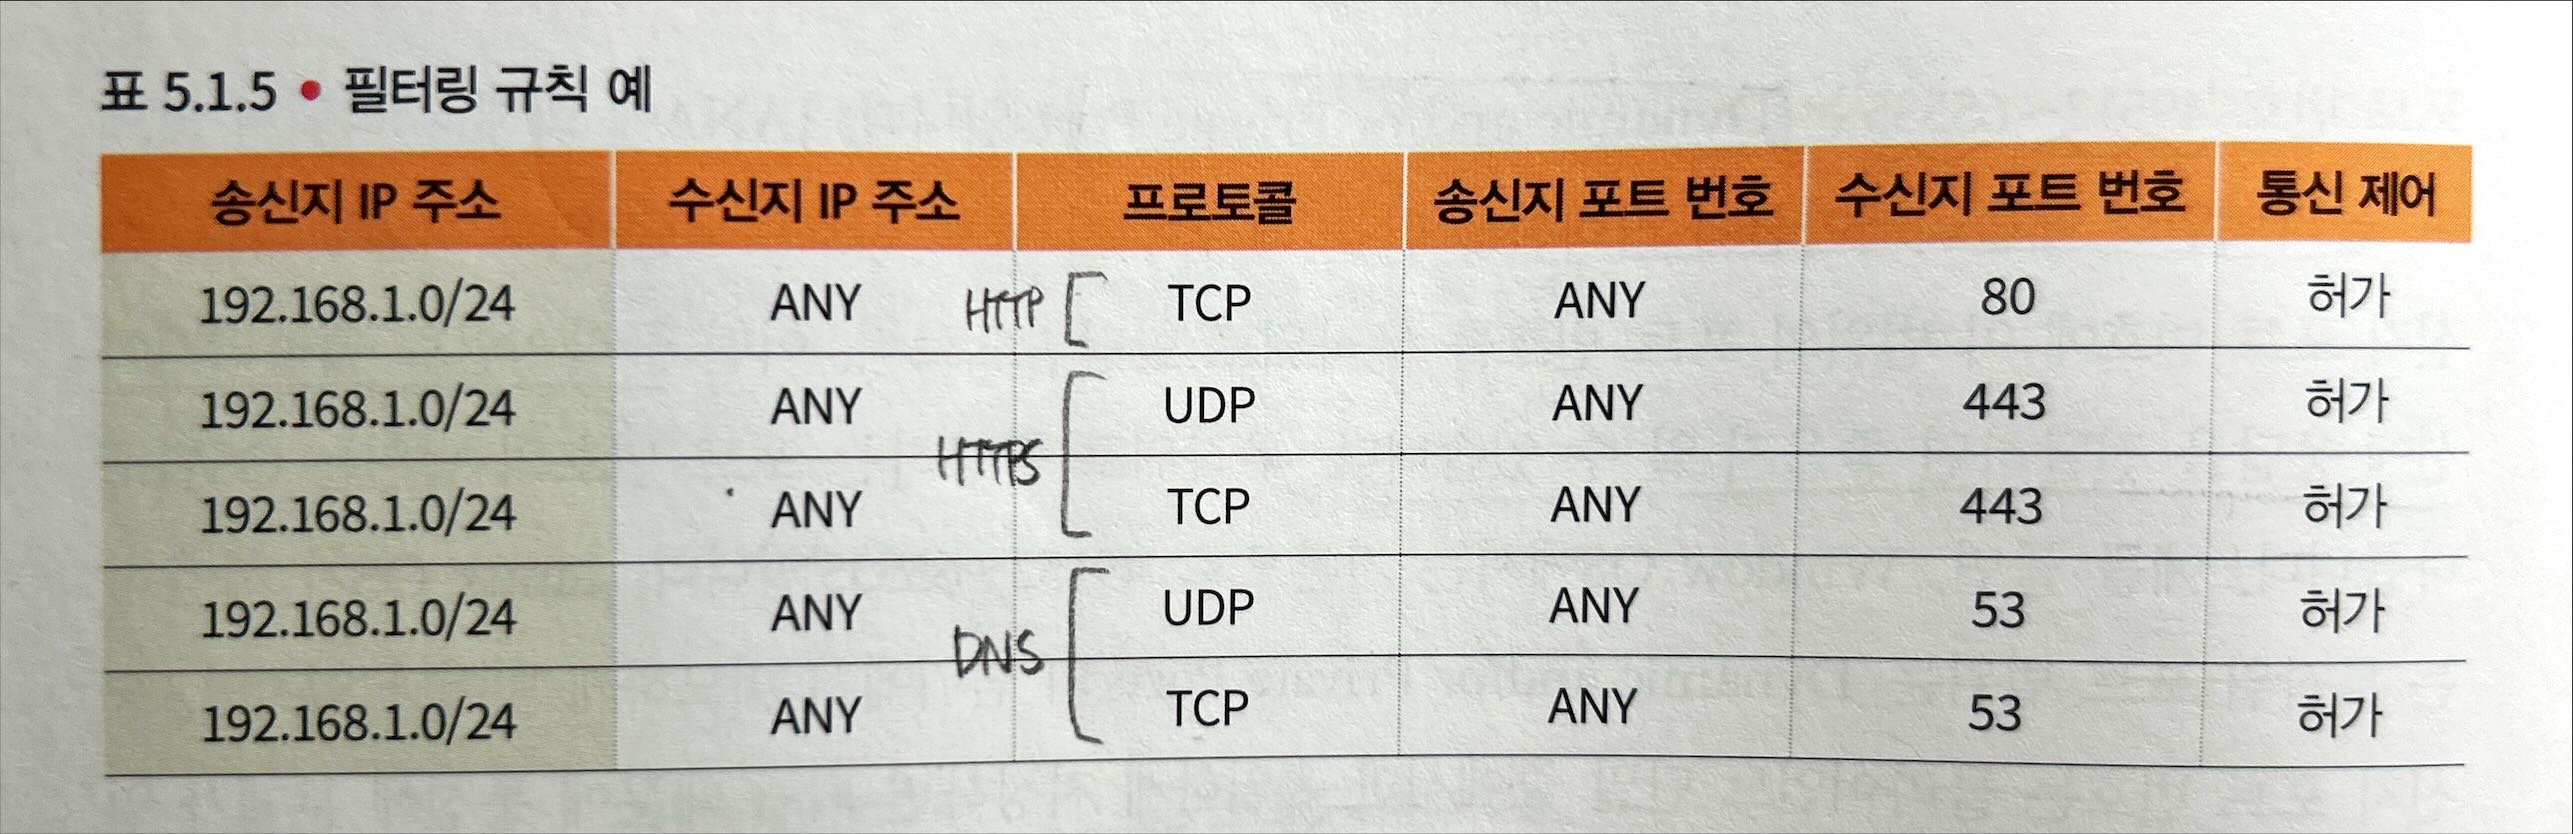 표 5.1.5 • 필터링 규칙 예
송신지 IP 주소 수신지 IP 주소 프로토콜 송신지 포트 번호 수신지 포트 번호 통신 제어
192.168.1.0/24 ANY HTTP TCP ANY 80 허가
192.168.1.0/24 ANY UDP ANY 443 허가
HTTPS
192.168.1.0/24 ANY TCP ANY 443 허가
192.168.1.0/24 ANY UDP ANY 53 허가
DNS
192.168.1.0/24 ANY TCP ANY 53 허가